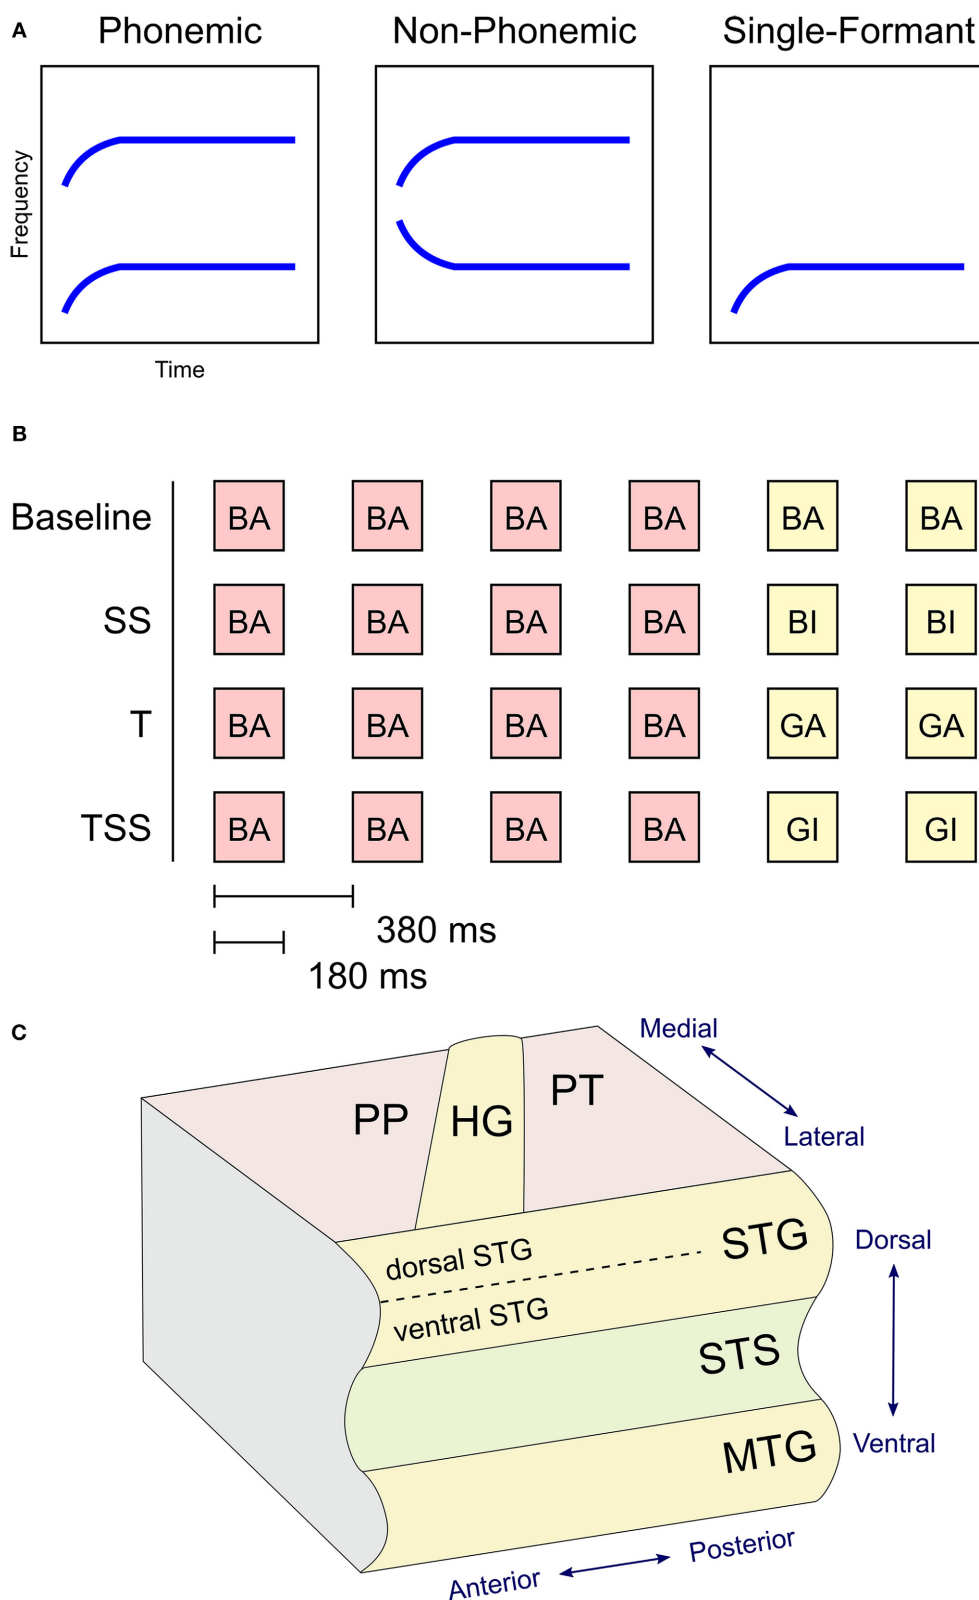 A
Phonemic Non-Phonemic Single-Formant
Frequency
Time
B
Baseline BA BA BA BA BA BA
SS BA BA BA BA BI BI
T BA BA BA BA GA GA
TSS BA BA BA BA GI GI
380 ms
180 ms
C
Medial
Lateral
PP HG PT
dorsal STG STG
ventral STG
Dorsal
STS
Ventral
MTG
Anterior Posterior